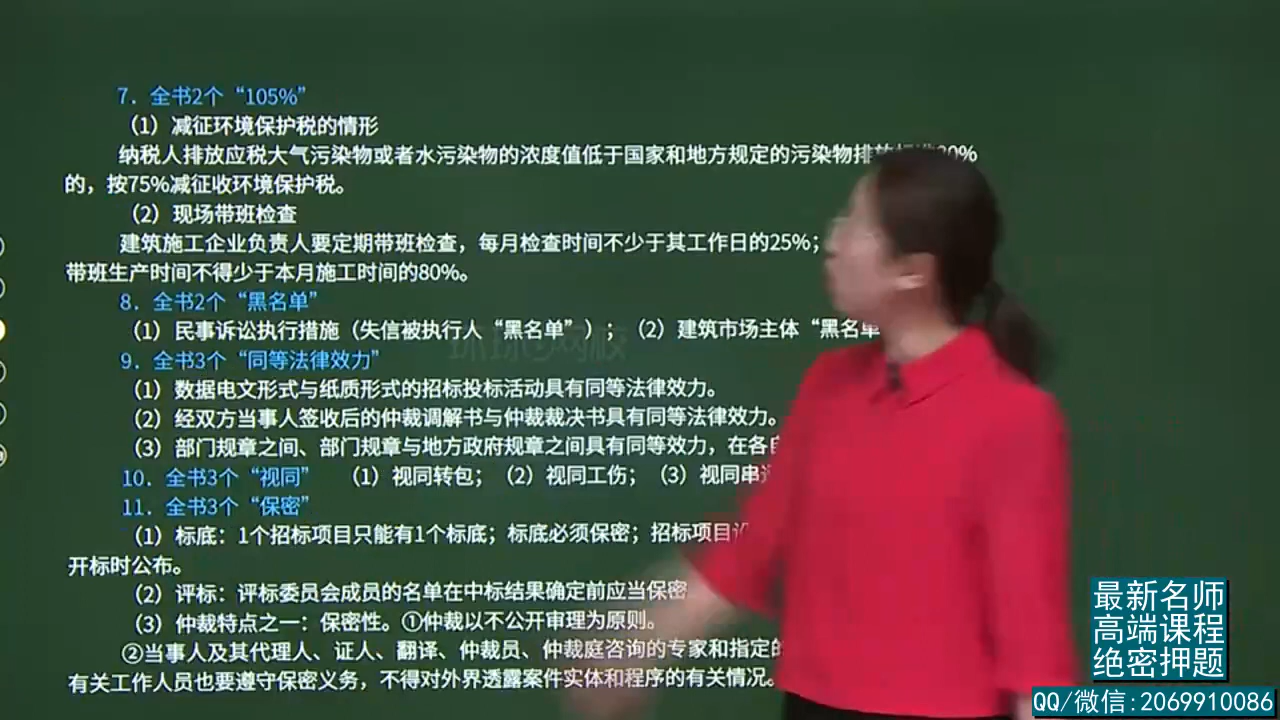 7．全书2个“105%”
（1）减征环境保护税的情形
纳税人排放应税大气污染物或者水污染物的浓度值低于国家和地方规定的污染物排放标准30%
的，按75%减征收环境保护税。
（2）现场带班检查
建筑施工企业负责人要定期带班检查，每月检查时间不少于其工作日的25%；
带班生产时间不得少于本月施工时间的80%。
8．全书2个“黑名单”
（1）民事诉讼执行措施（失信被执行人“黑名单”）；（2）建筑市场主体“黑名单
9．全书3个“同等法律效力”
（1）数据电文形式与纸质形式的招标投标活动具有同等法律效力。
（2）经双方当事人签收后的仲裁调解书与仲裁裁决书具有同等法律效力。
（3）部门规章之间、部门规章与地方政府规章之间具有同等效力，在各
10．全书3个“视同” （1）视同转包；（2）视同工伤；（3）视同串
11．全书3个“保密”
（1）标底：1个招标项目只能有1个标底；标底必须保密；招标项目设
开标时公布。
（2）评标：评标委员会成员的名单在中标结果确定前应当保密
（3）仲裁特点之一：保密性。①仲裁以不公开审理为原则。
②当事人及其代理人、证人、翻译、仲裁员、仲裁庭咨询的专家和指定的
有关工作人员也要遵守保密义务，不得对外界透露案件实体和程序的有关情况。
最新名师
高端课程
绝密押题
QQ/微信:2069910086